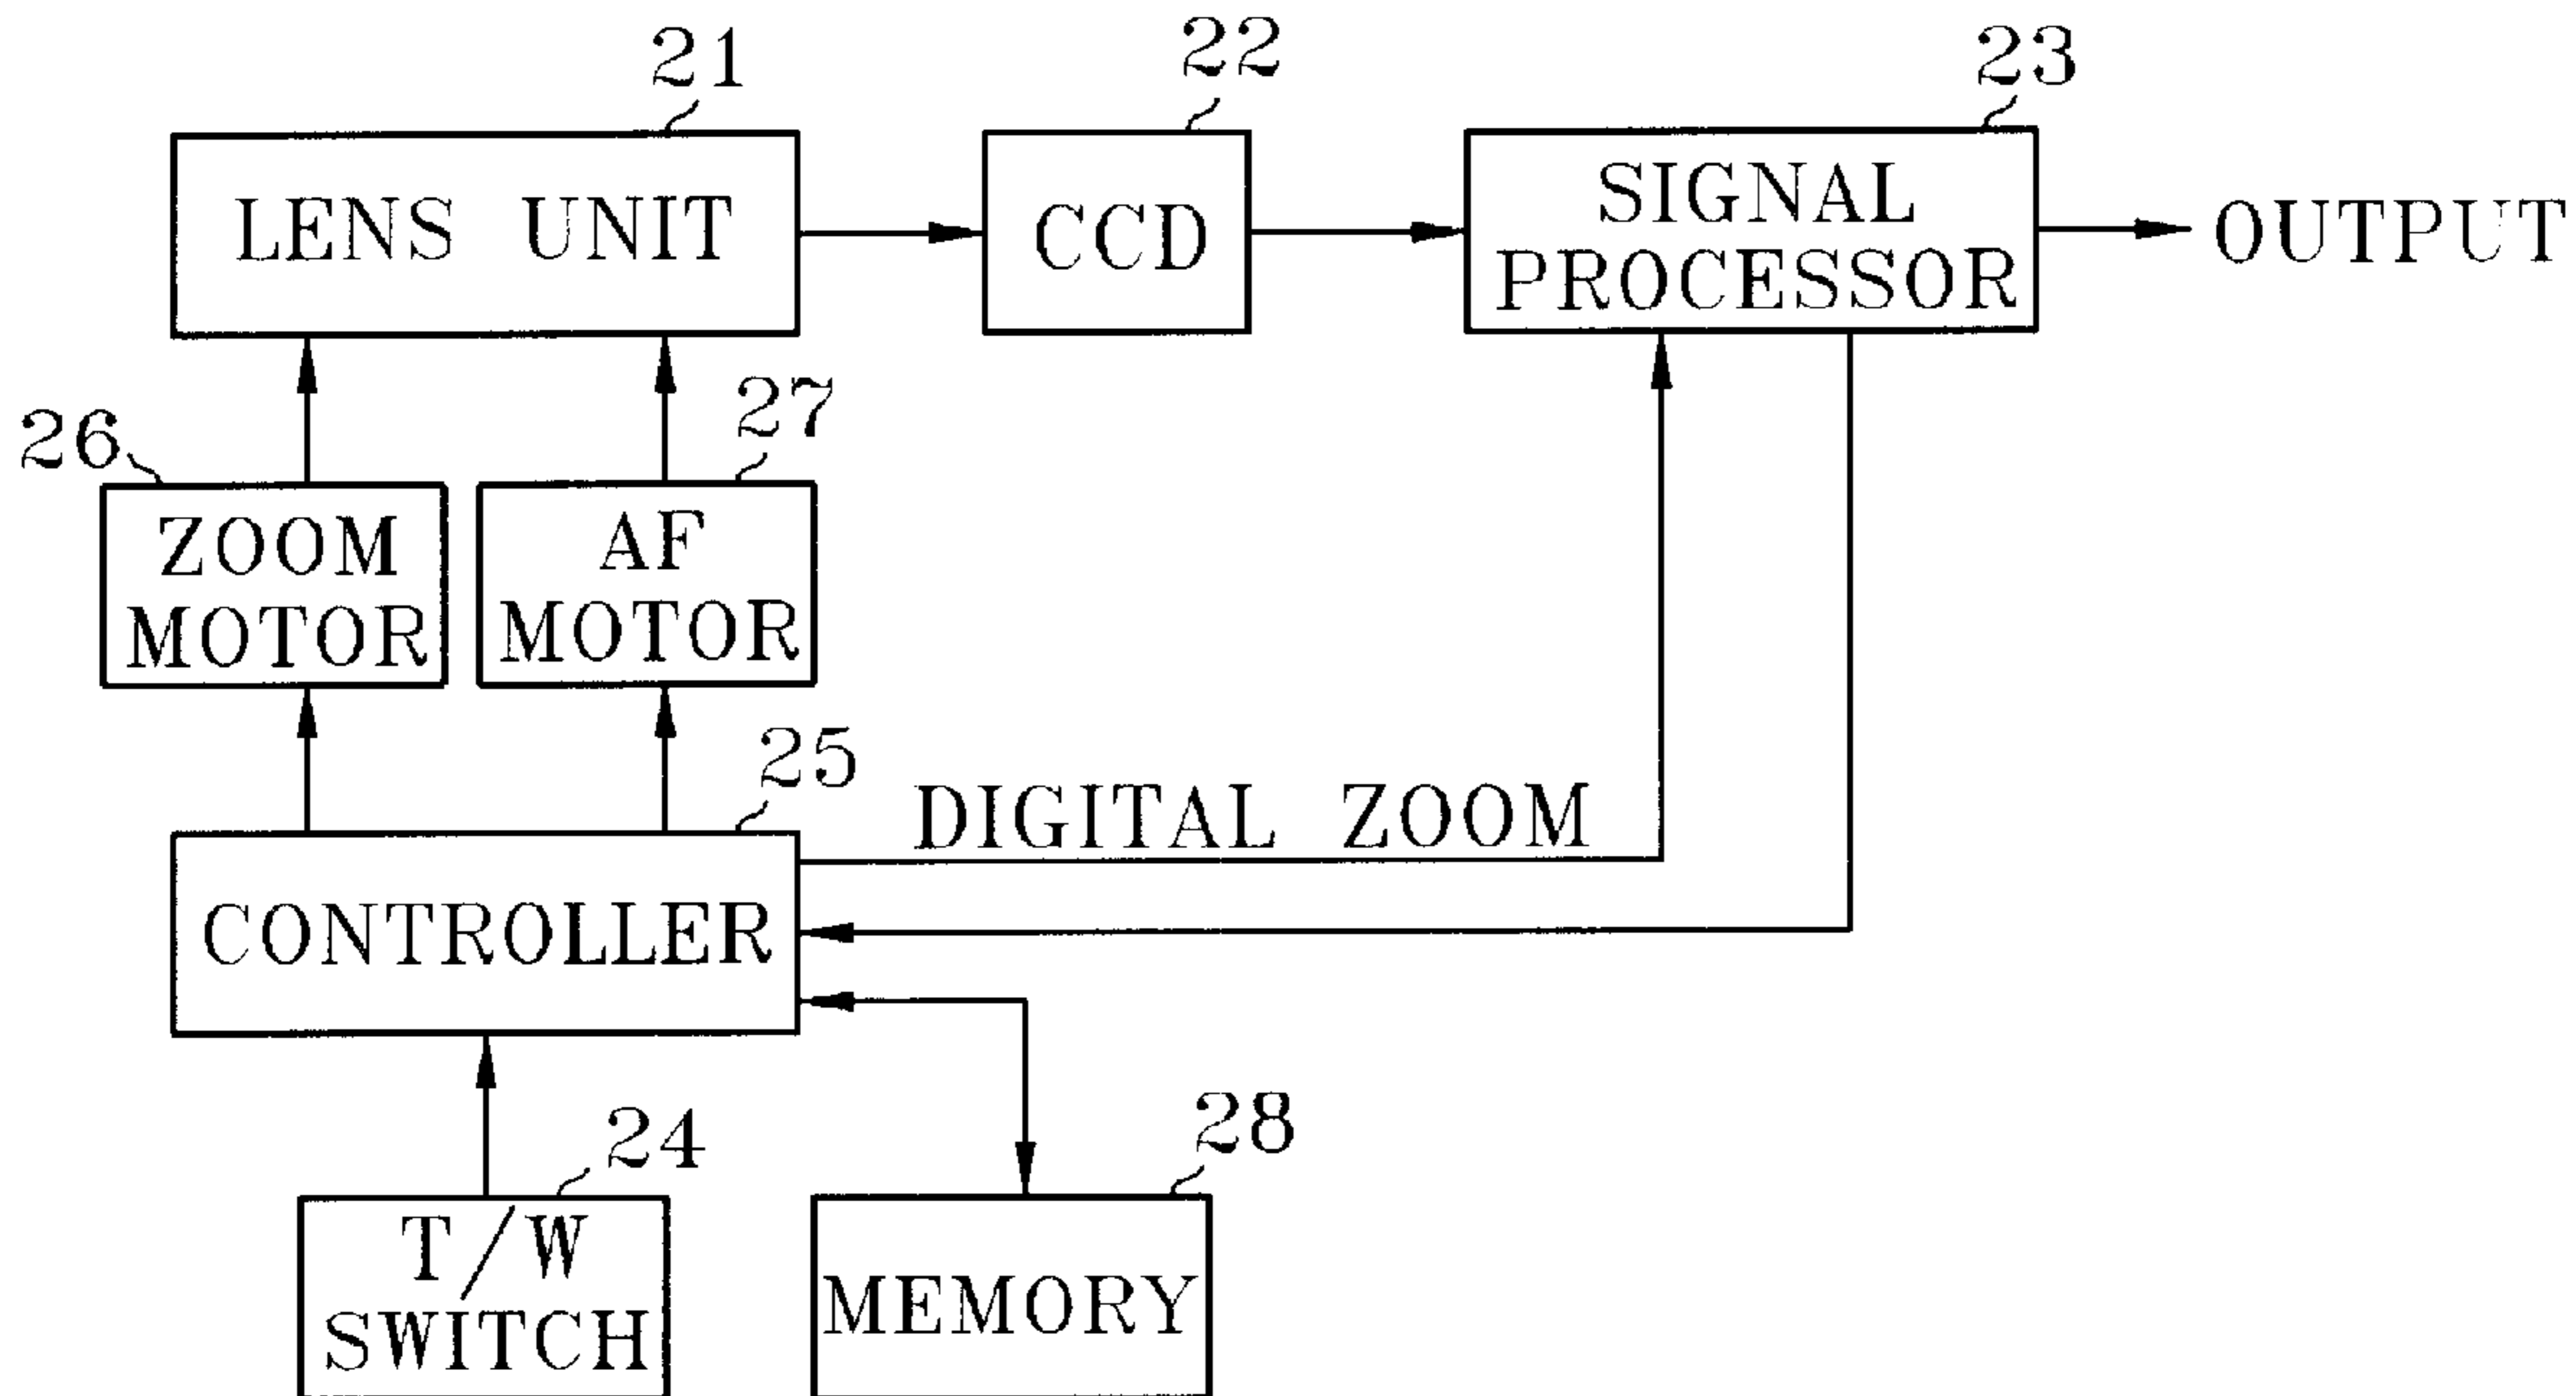 21
22
23
LENS UNIT
CCD
SIGNAL
PROCESSOR
OUTPUT
26
27
ZOOM
MOTOR
AF
MOTOR
25
DIGITAL ZOOM
CONTROLLER
24
28
T/W
SWITCH
MEMORY